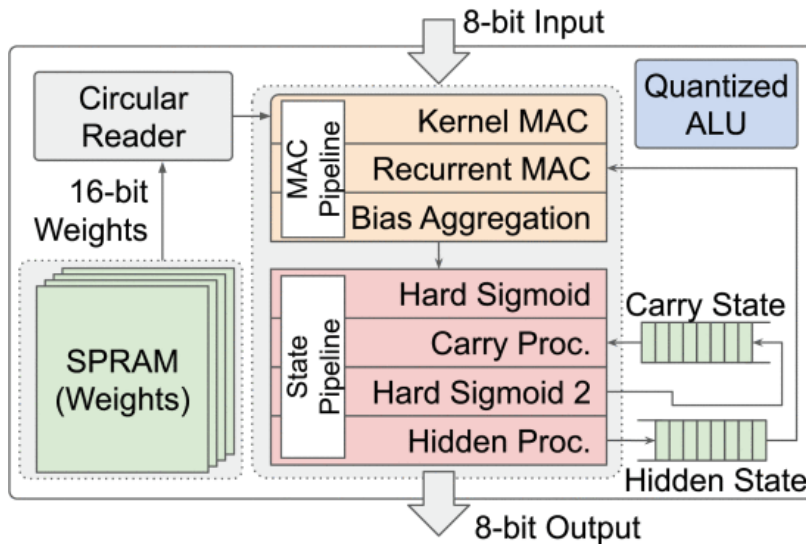 8-bit Input
Circular
Reader
Quantized
ALU
MAC
Pipeline
Kernel MAC
Recurrent MAC
Bias Aggregation
16-bit
Weights
SPRAM
(Weights)
State
Pipeline
Hard Sigmoid
Carry Proc.
Hard Sigmoid 2
Hidden Proc.
Carry State
Hidden State
8-bit Output